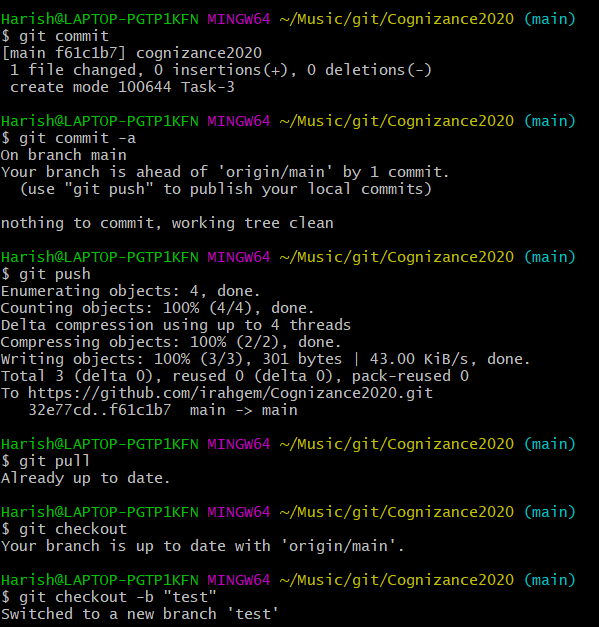 Harish@LAPTOP-PGTP1KFN MINGW64 ~/Music/git/Cognizance2020 (main)
$ git commit
[main f61c1b7] cognizance2020
 1 file changed, 0 insertions(+), 0 deletions(-)
 create mode 100644 Task-3

Harish@LAPTOP-PGTP1KFN MINGW64 ~/Music/git/Cognizance2020 (main)
$ git commit -a
On branch main
Your branch is ahead of 'origin/main' by 1 commit.
  (use "git push" to publish your local commits)

nothing to commit, working tree clean

Harish@LAPTOP-PGTP1KFN MINGW64 ~/Music/git/Cognizance2020 (main)
$ git push
Enumerating objects: 4, done.
Counting objects: 100% (4/4), done.
Delta compression using up to 4 threads
Compressing objects: 100% (2/2), done.
Writing objects: 100% (3/3), 301 bytes | 43.00 KiB/s, done.
Total 3 (delta 0), reused 0 (delta 0), pack-reused 0
To https://github.com/irahgem/Cognizance2020.git
   32e77cd..f61c1b7  main -> main

Harish@LAPTOP-PGTP1KFN MINGW64 ~/Music/git/Cognizance2020 (main)
$ git pull
Already up to date.

Harish@LAPTOP-PGTP1KFN MINGW64 ~/Music/git/Cognizance2020 (main)
$ git checkout
Your branch is up to date with 'origin/main'.

Harish@LAPTOP-PGTP1KFN MINGW64 ~/Music/git/Cognizance2020 (main)
$ git checkout -b "test"
Switched to a new branch 'test'